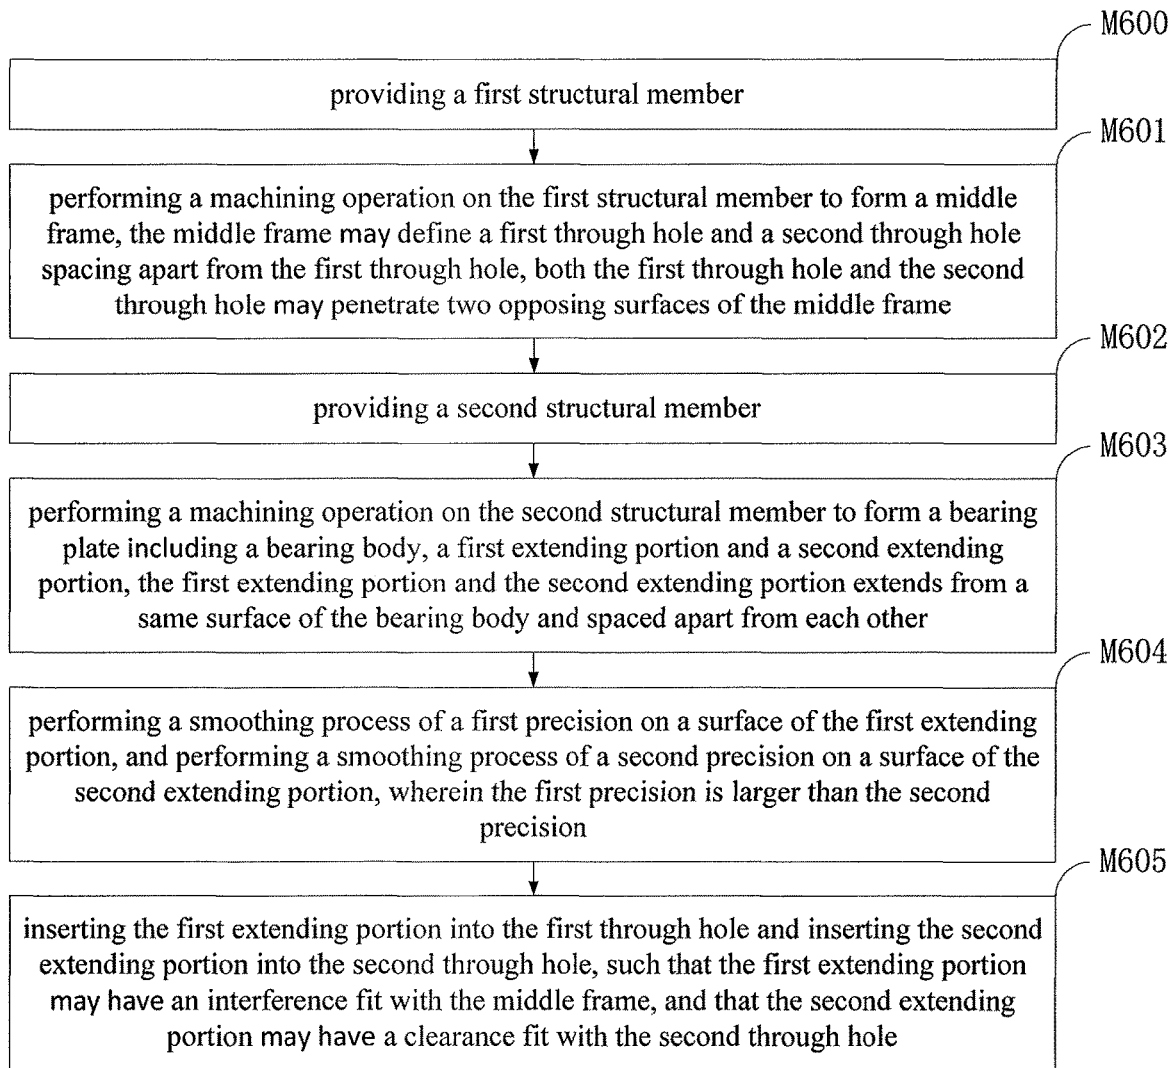 M600
providing a first structural member
M601
performing a machining operation on the first structural member to form a middle
frame, the middle frame may define a first through hole and a second through hole
spacing apart from the first through hole, both the first through hole and the second
through hole may penetrate two opposing surfaces of the middle frame
M602
providing a second structural member
M603
performing a machining operation on the second structural member to form a bearing
plate including a bearing body, a first extending portion and a second extending
portion, the first extending portion and the second extending portion extends from a
same surface of the bearing body and spaced apart from each other
M604
performing a smoothing process of a first precision on a surface of the first extending
portion, and performing a smoothing process of a second precision on a surface of the
second extending portion, wherein the first precision is larger than the second
precision
M605
inserting the first extending portion into the first through hole and inserting the second
extending portion into the second through hole, such that the first extending portion
may have an interference fit with the middle frame, and that the second extending
portion may have a clearance fit with the second through hole